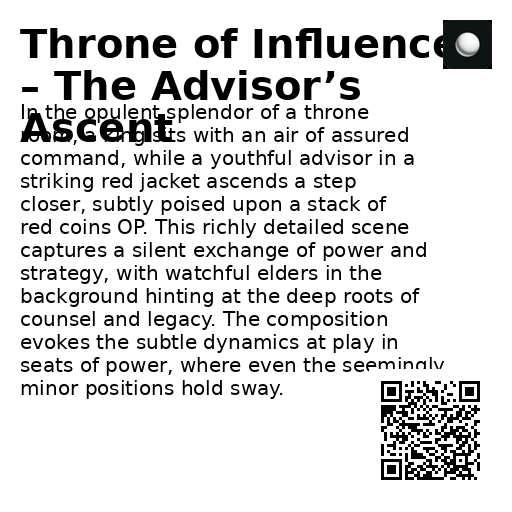 Throne of Influence
– The Advisor’s
Ascent
In the opulent splendor of a throne
room, a king sits with an air of assured
command, while a youthful advisor in a
striking red jacket ascends a step
closer, subtly poised upon a stack of
red coins OP. This richly detailed scene
captures a silent exchange of power and
strategy, with watchful elders in the
background hinting at the deep roots of
counsel and legacy. The composition
evokes the subtle dynamics at play in
seats of power, where even the seemingly
minor positions hold sway.